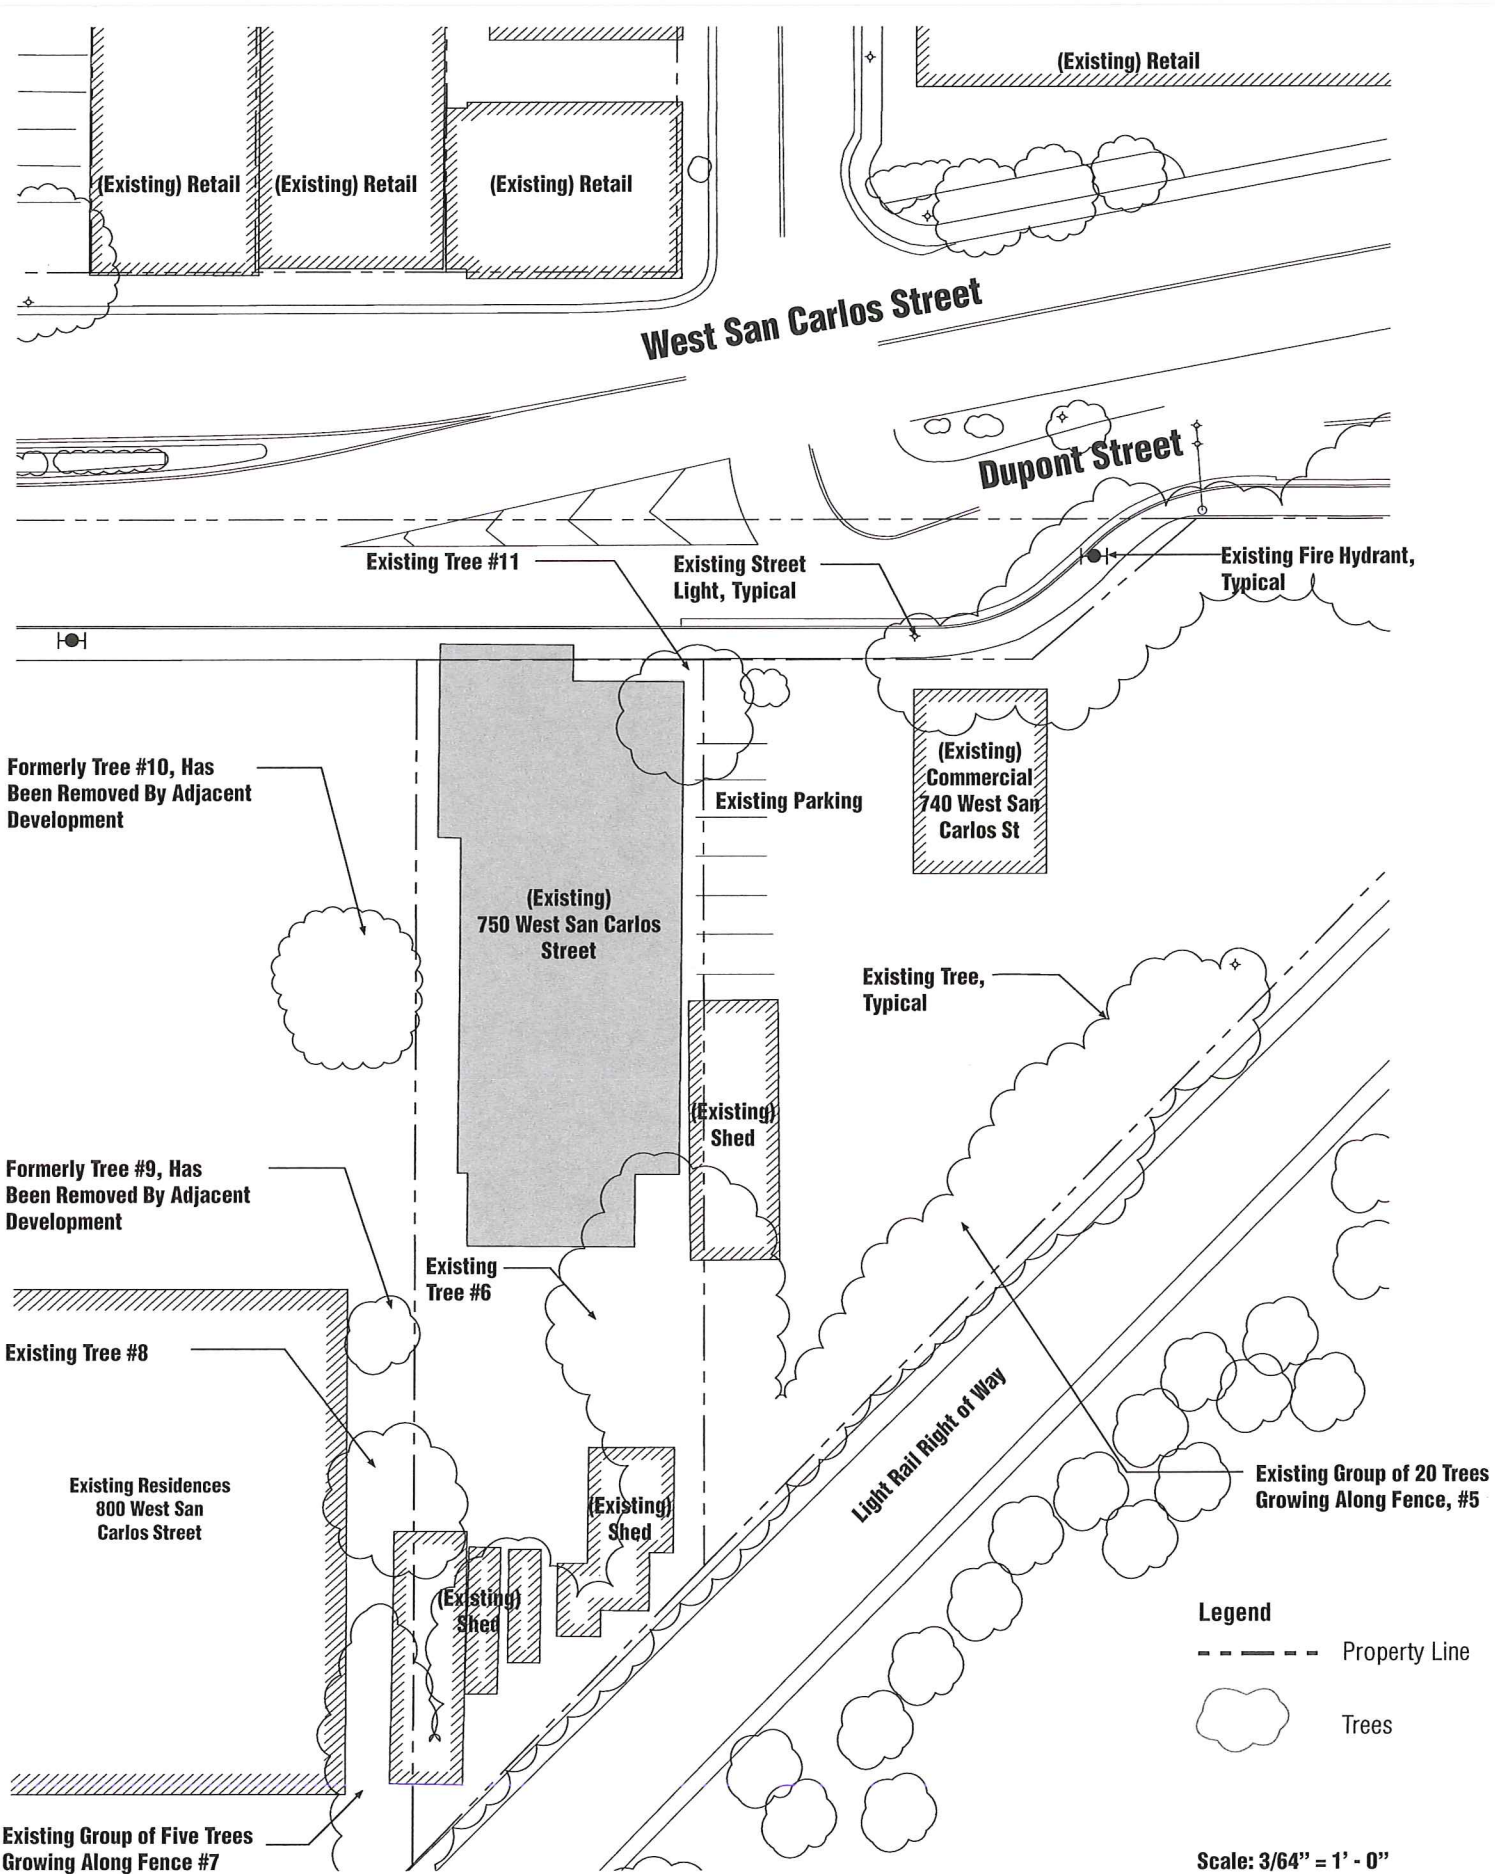 (Existing) Retail
(Existing) Retail
(Existing) Retail
(Existing) Retail
West San Carlos Street
Dupont Street
Existing Tree #11
Existing Street
Light, Typical
Existing Fire Hydrant,
Typical
Formerly Tree #10, Has
Been Removed By Adjacent
Development
(Existing)
Commercial
740 West San
Carlos St
Existing Parking
(Existing)
750 West San Carlos
Street
Existing Tree,
Typical
(Existing)
Shed
Formerly Tree #9, Has
Been Removed By Adjacent
Development
Existing
Tree #6
Existing Tree #8
Light Rail Right of Way
Existing Residences
800 West San
Carlos Street
(Existing)
Shed
Existing Group of 20 Trees
Growing Along Fence, #5
(Existing)
Shed
Legend
Property Line
Trees
Existing Group of Five Trees
Growing Along Fence #7
Scale: 3/64” = 1’ - 0”